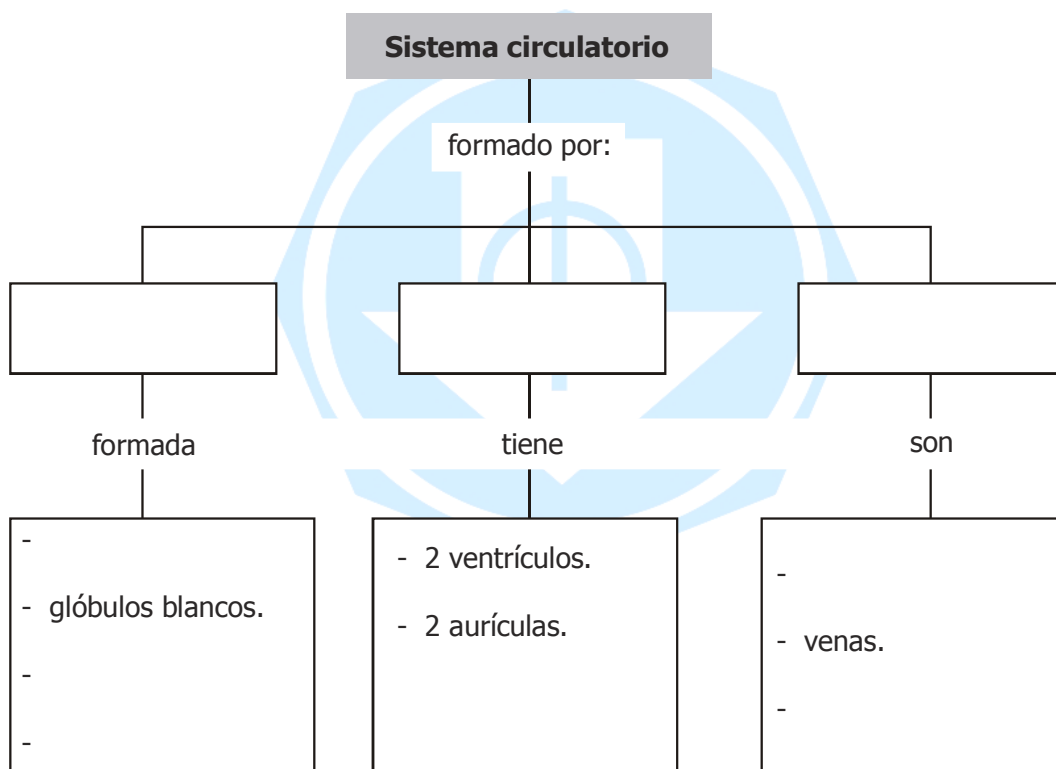 Sistema circulatorio
formado por:
formada
tiene
son
-
- glóbulos blancos.
-
-
- 2 ventrículos.
- 2 aurículas.
-
- venas.
-